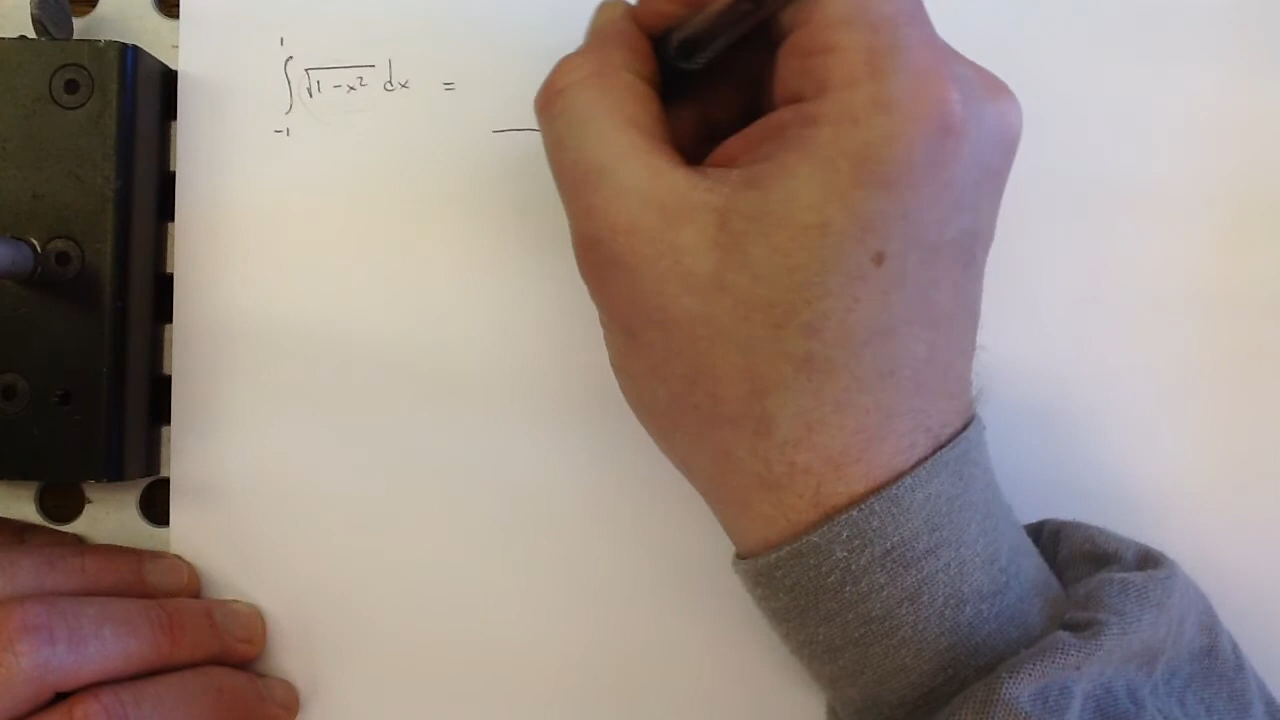 ∫₋₁¹ √(1-x²) dx =